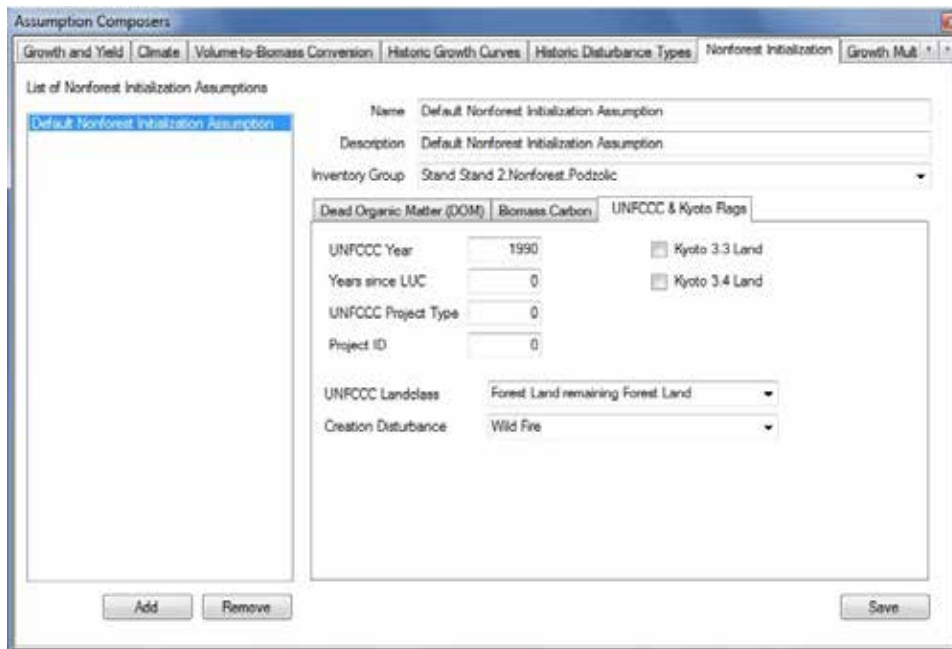 Assumption Composers
Growth and Yield Climate Volume-to-Biomass Conversion Historic Growth Curves Historic Disturbance Types Nonforest Initialization Growth Mult
List of Nonforest Initialization Assumptions
Default Nonforest Initialization Assumption
Name Default Nonforest Initialization Assumption
Description Default Nonforest Initialization Assumption
Inventory Group Stand Stand 2.Nonforest.Podzolic
Dead Organic Matter (DOM) Biomass Carbon UNFCCC & Kyoto Flags
UNFCCC Year 1990 Kyoto 3.3 Land
Years since LUC 0 Kyoto 3.4 Land
UNFCCC Project Type 0
Project ID 0
UNFCCC Landclass Forest Land remaining Forest Land
Creation Disturbance Wild Fire
Add Remove Save